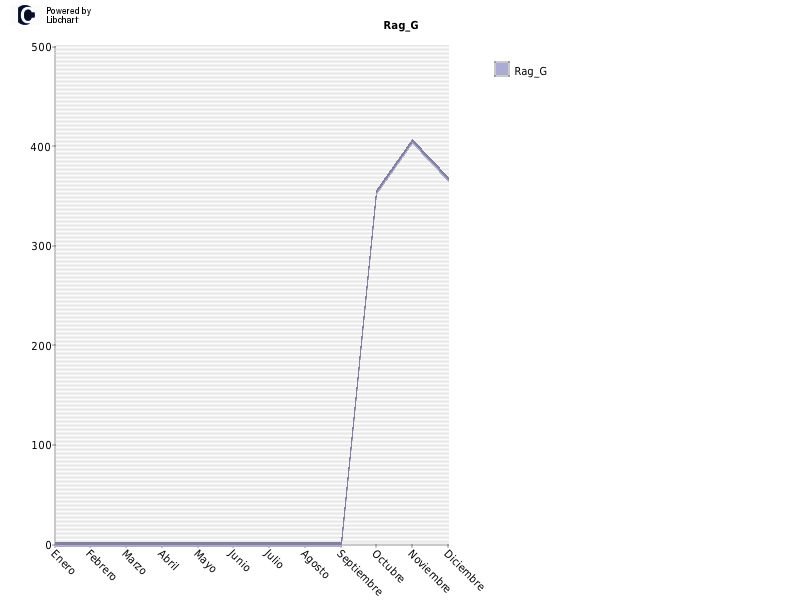 Powered by
Libchart
Rag_G
500
400
300
200
100
0
Rag_G
Enero
Febrero
Marzo
Abril
Mayo
Junio
Julio
Agosto
Septiembre
Octubre
Noviembre
Diciembre